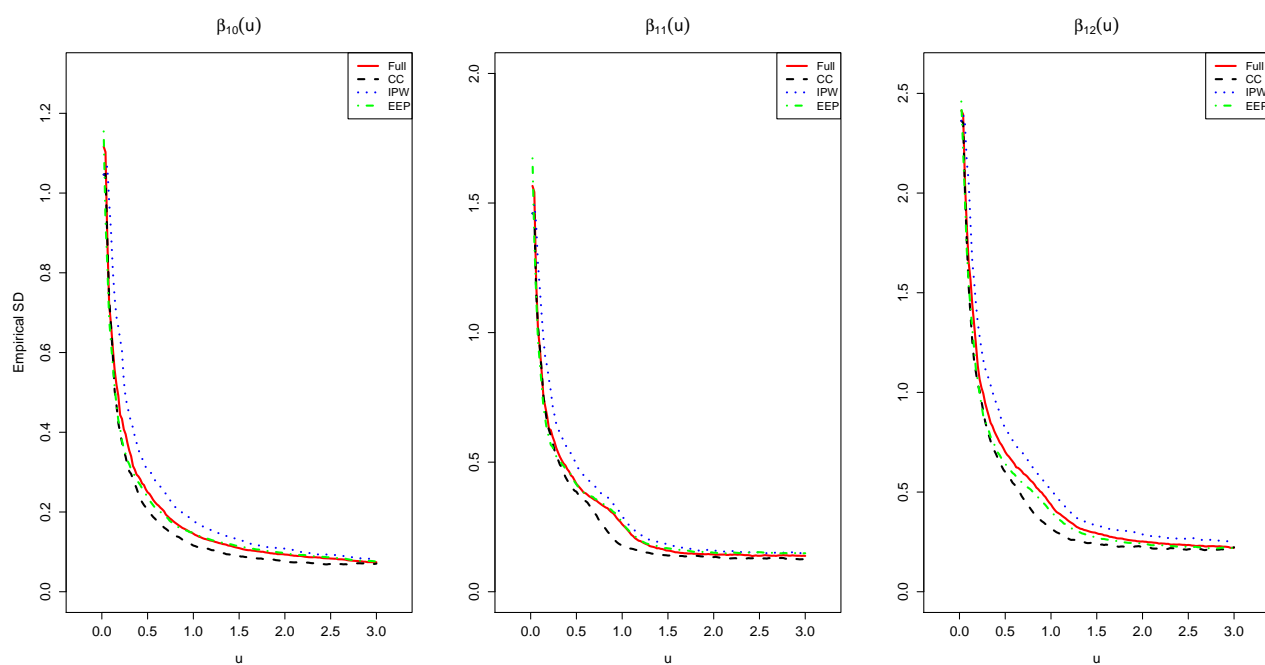 β₁₀(u)
Empirical SD
0.0 0.2 0.4 0.6 0.8 1.0 1.2
Full
CC
IPW
EEP
0.0 0.5 1.0 1.5 2.0 2.5 3.0
u
β₁₁(u)
0.0 0.5 1.0 1.5 2.0
Full
CC
IPW
EEP
0.0 0.5 1.0 1.5 2.0 2.5 3.0
u
β₁₂(u)
0.0 0.5 1.0 1.5 2.0 2.5
Full
CC
IPW
EEP
0.0 0.5 1.0 1.5 2.0 2.5 3.0
u